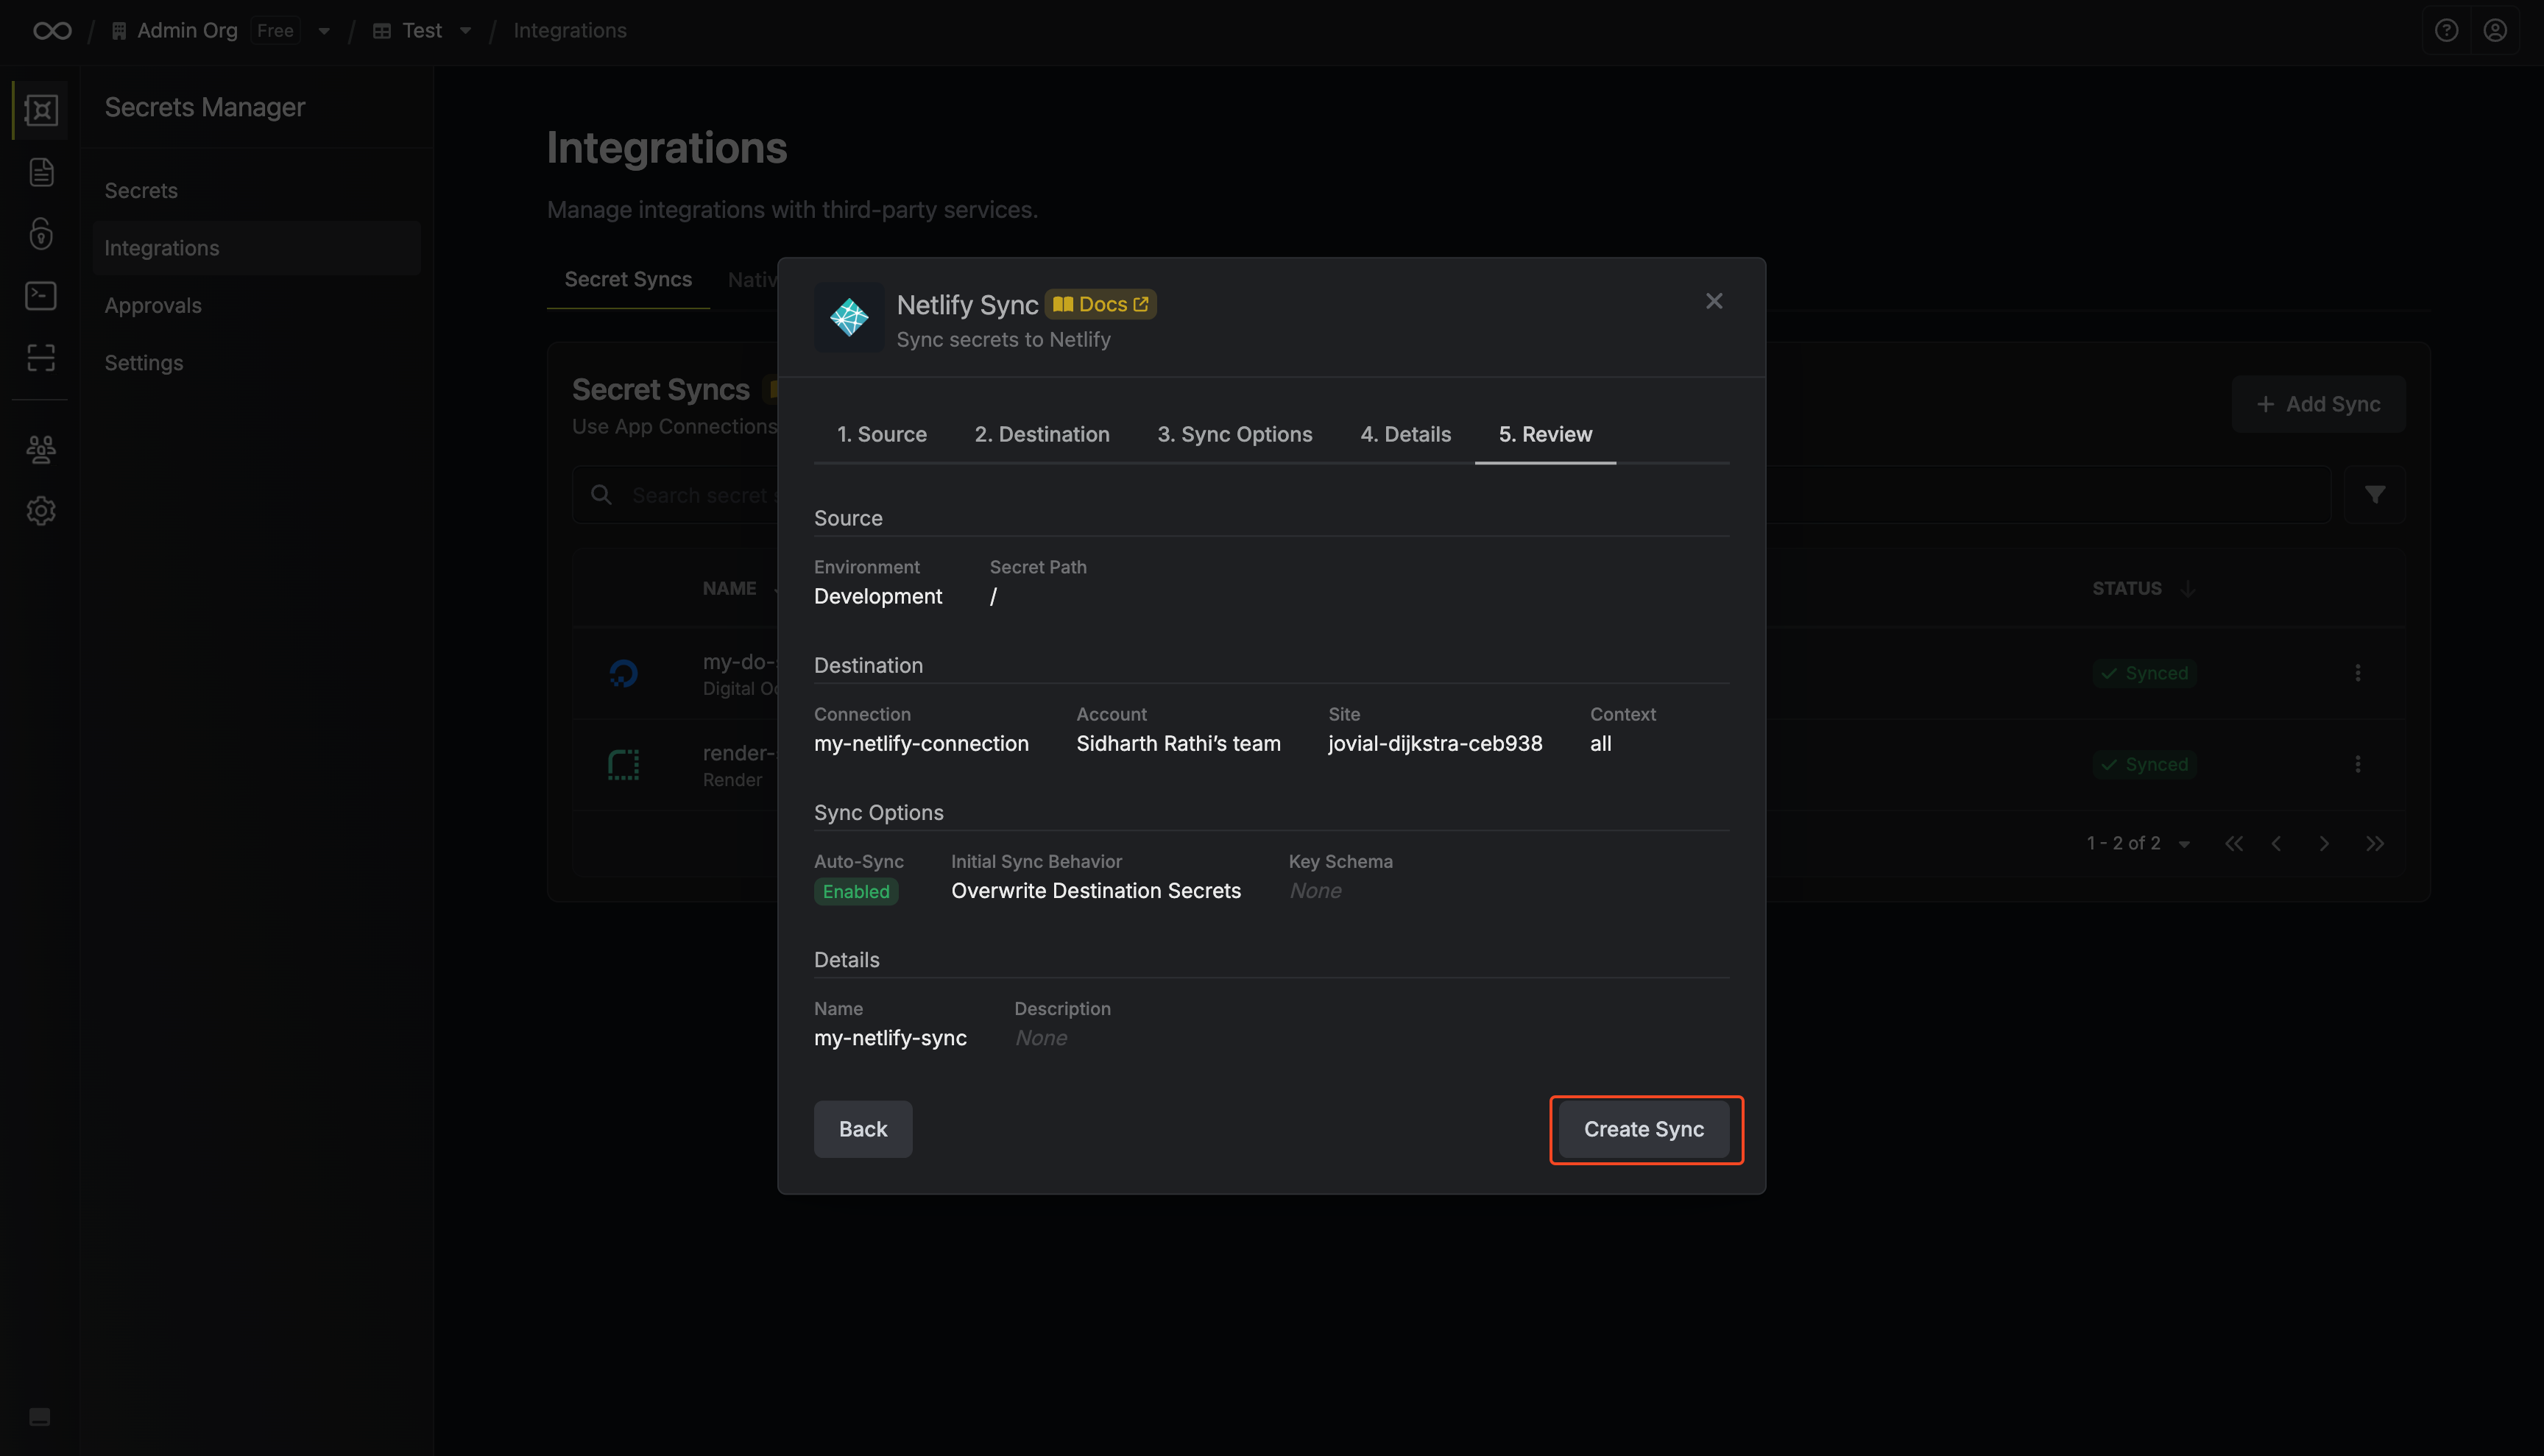 / Admin Org Free / Test / Integrations
Secrets Manager
Secrets
Integrations
Approvals
Settings
Integrations
Manage integrations with third-party services.
Secret Syncs Nativ
Secret Syncs
Use App Connections
+ Add Sync
Search secret s
NAME STATUS
my-do-
Digital Oc
Synced
render-
Render
Synced
1 - 2 of 2
Netlify Sync Docs
Sync secrets to Netlify
1. Source 2. Destination 3. Sync Options 4. Details 5. Review
Source
Environment Secret Path
Development /
Destination
Connection Account Site Context
my-netlify-connection Sidharth Rathi’s team jovial-dijkstra-ceb938 all
Sync Options
Auto-Sync Initial Sync Behavior Key Schema
Enabled Overwrite Destination Secrets None
Details
Name Description
my-netlify-sync None
Back Create Sync